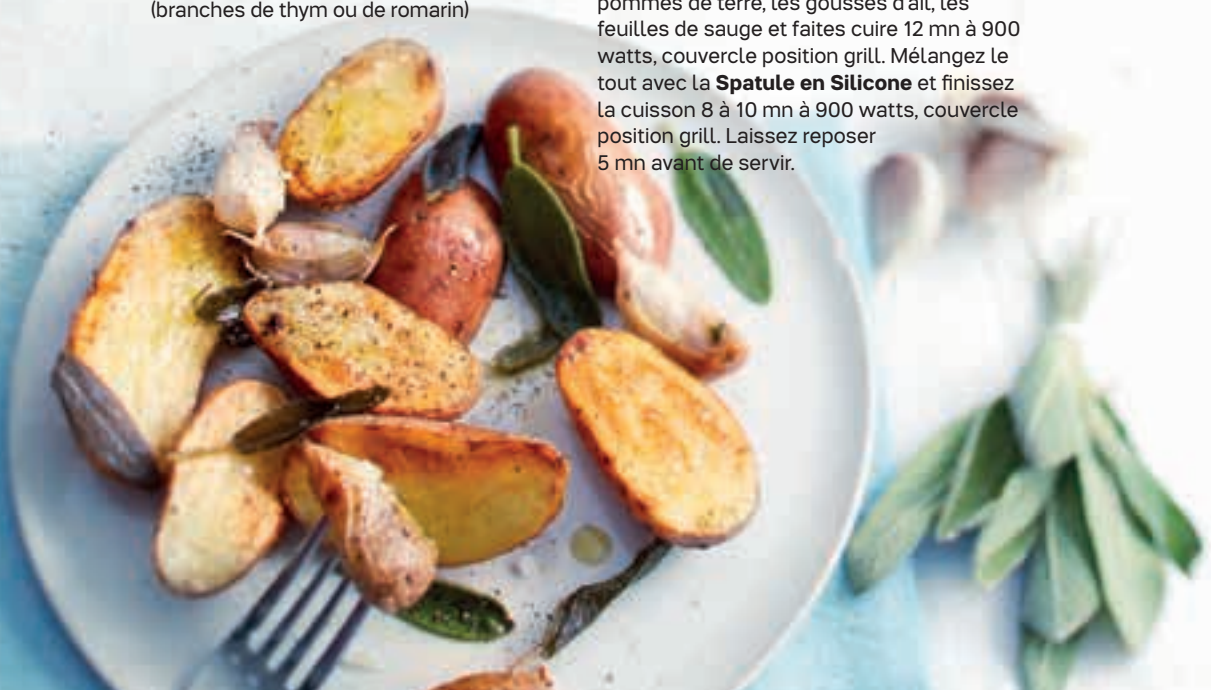 (branches de thym ou de romarin)
pommes de terre, les gousses d'ail, les
feuilles de sauge et faites cuire 12 mn à 900
watts, couvercle position grill. Mélangez le
tout avec la Spatule en Silicone et finissez
la cuisson 8 à 10 mn à 900 watts, couvercle
position grill. Laissez reposer
5 mn avant de servir.